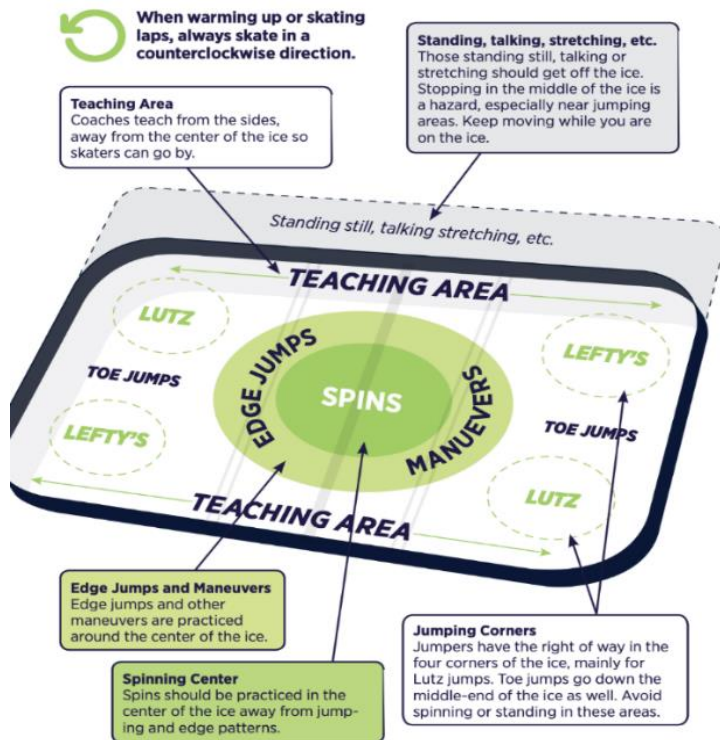 When warming up or skating
laps, always skate in a
counterclockwise direction.
Standing, talking, stretching, etc.
Those standing still, talking or
stretching should get off the ice.
Stopping in the middle of the ice is
a hazard, especially near jumping
areas. Keep moving while you are
on the ice.
Teaching Area
Coaches teach from the sides,
away from the center of the ice so
skaters can go by.
Standing still, talking stretching, etc.
TEACHING AREA
LUTZ
TOE JUMPS
LEFTY'S
EDGE JUMPS
SPINS
MANUEVERS
LEFTY'S
TOE JUMPS
LUTZ
TEACHING AREA
Edge Jumps and Maneuvers
Edge jumps and other
maneuvers are practiced
around the center of the ice.
Spinning Center
Spins should be practiced in the
center of the ice away from jump-
ing and edge patterns.
Jumping Corners
Jumpers have the right of way in the
four corners of the ice, mainly for
Lutz jumps. Toe jumps go down the
middle-end of the ice as well. Avoid
spinning or standing in these areas.